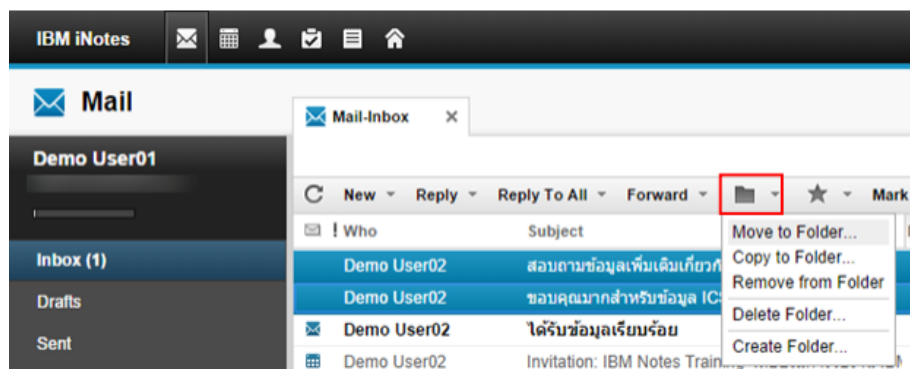 IBM iNotes
Mail
Mail-Inbox
Demo User01
New Reply Reply To All Forward Mark
! Who Subject
Move to Folder...
Copy to Folder...
Remove from Folder
Delete Folder...
Create Folder...
Inbox (1)
Demo User02 สอบถามข้อมูลเพิ่มเติมเกี่ยวกั
Demo User02 ขอบคุณมากสำหรับข้อมูล ICS
Drafts
Demo User02 ได้รับข้อมูลเรียบร้อย
Sent
Demo User02 Invitation: IBM Notes Training